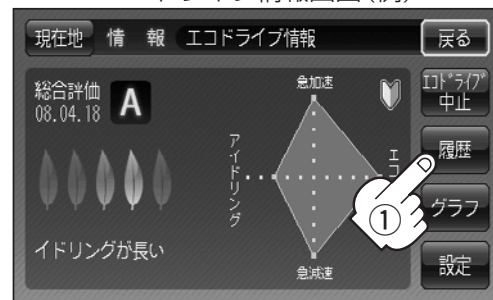 現在地 情 報 エコドライブ情報 戻る
総合評価
08.04.18 A
急加速
エコドライブ
中止
アイドリング
履歴
①
グラフ
イドリングが長い
急減速
設定